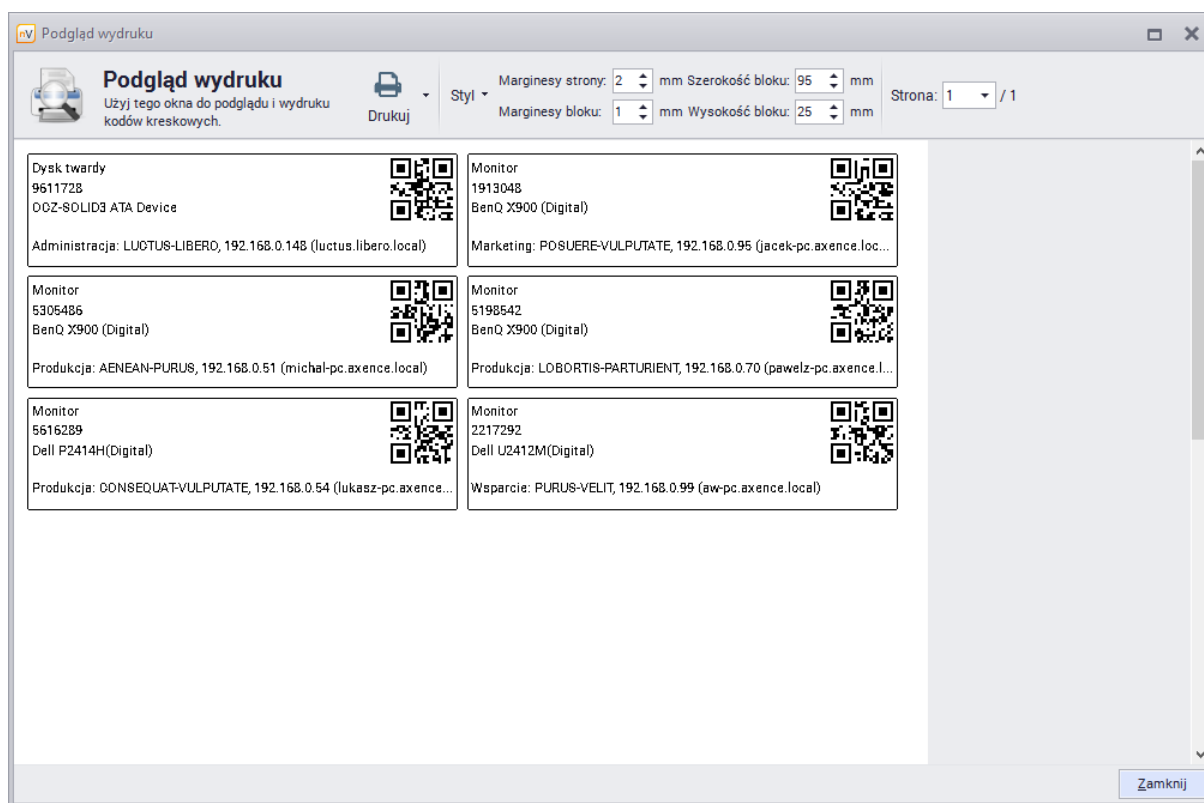 nV Podgląd wydruku
Podgląd wydruku
Użyj tego okna do podglądu i wydruku
kodów kreskowych.
Drukuj
Styl
Marginesy strony: 2 mm Szerokość bloku: 95 mm
Marginesy bloku: 1 mm Wysokość bloku: 25 mm
Strona: 1 / 1
Dysk twardy
9611728
OCZ-SOLID3 ATA Device
Administracja: LUCTUS-LIBERO, 192.168.0.148 (luctus.libero.local)
Monitor
1913048
BenQ X900 (Digital)
Marketing: POSUERE-VULPUTATE, 192.168.0.95 (jacek-pc.axence.loc...
Monitor
5305486
BenQ X900 (Digital)
Produkcja: AENEAN-PURUS, 192.168.0.51 (michal-pc.axence.local)
Monitor
5198542
BenQ X900 (Digital)
Produkcja: LOBORTIS-PARTURIENT, 192.168.0.70 (pawelz-pc.axence.l...
Monitor
5616289
Dell P2414H(Digital)
Produkcja: CONSEQUAT-VULPUTATE, 192.168.0.54 (lukasz-pc.axence...
Monitor
2217292
Dell U2412M(Digital)
Wsparcie: PURUS-VELIT, 192.168.0.99 (aw-pc.axence.local)
Zamknij